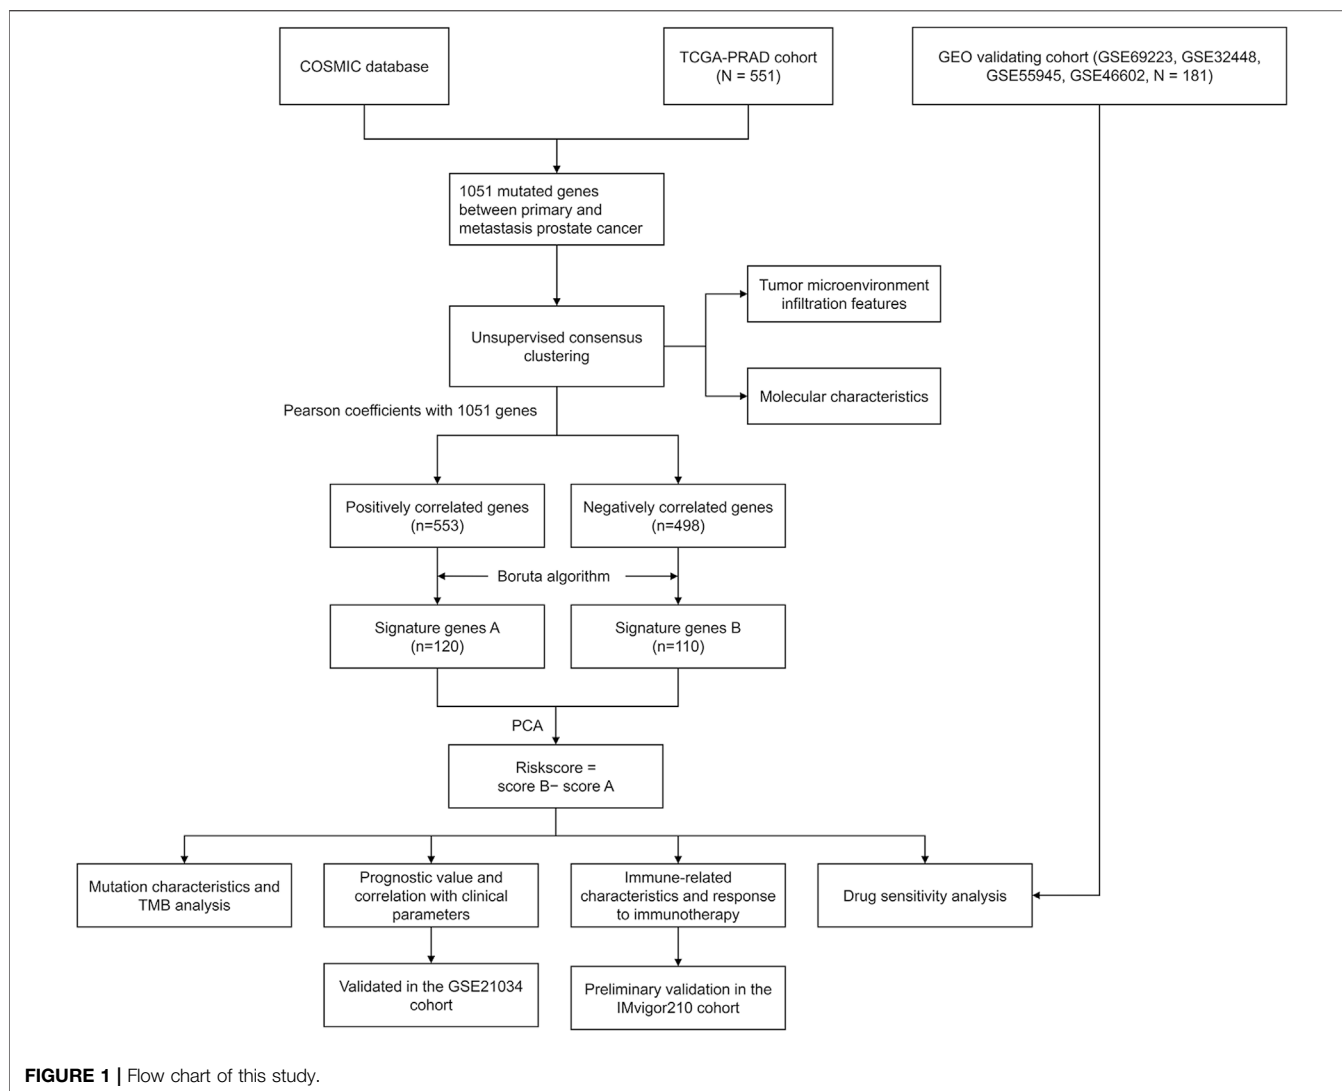 COSMIC database
TCGA-PRAD cohort
(N = 551)
GEO validating cohort (GSE69223, GSE32448,
GSE55945, GSE46602, N = 181)
1051 mutated genes
between primary and
metastasis prostate cancer
Tumor microenvironment
infiltration features
Unsupervised consensus
clustering
Molecular characteristics
Pearson coefficients with 1051 genes
Positively correlated genes
(n=553)
Negatively correlated genes
(n=498)
Boruta algorithm
Signature genes A
(n=120)
Signature genes B
(n=110)
PCA
Riskscore =
score B− score A
Mutation characteristics and
TMB analysis
Prognostic value and
correlation with clinical
parameters
Immune-related
characteristics and response
to immunotherapy
Drug sensitivity analysis
Validated in the GSE21034
cohort
Preliminary validation in the
IMvigor210 cohort
FIGURE 1 | Flow chart of this study.